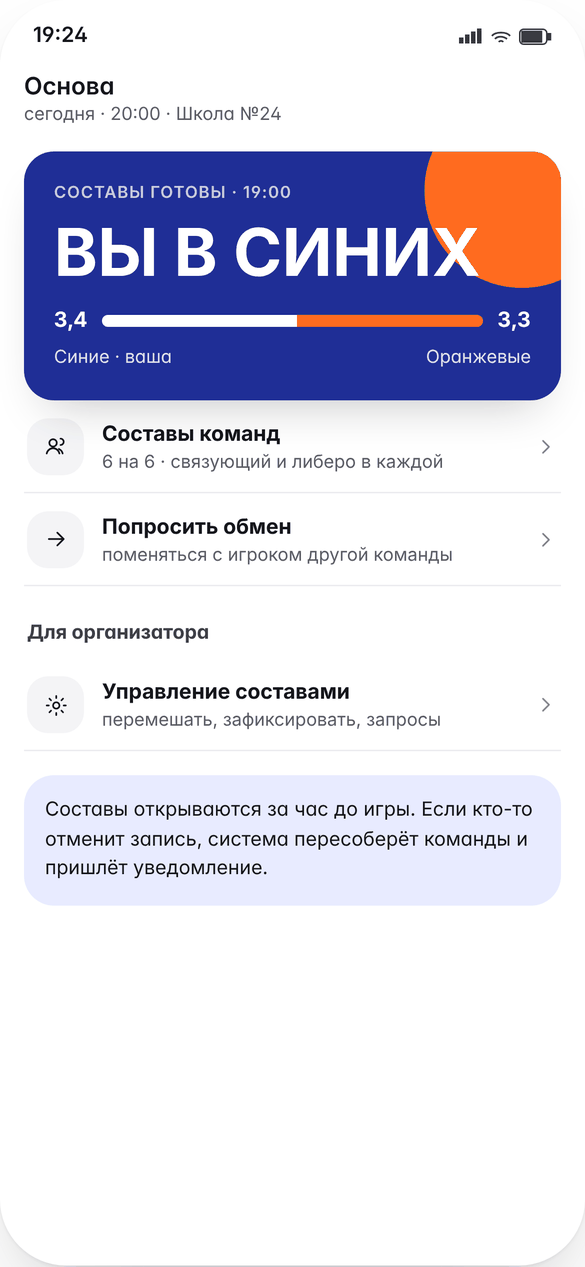 19:24
Основа
сегодня · 20:00 · Школа №24
СОСТАВЫ ГОТОВЫ · 19:00
ВЫ В СИНИХ
3,4 3,3
Синие · ваша Оранжевые
Составы команд
6 на 6 · связующий и либеро в каждой
Попросить обмен
поменяться с игроком другой команды
Для организатора
Управление составами
перемешать, зафиксировать, запросы
Составы открываются за час до игры. Если кто-то
отменит запись, система пересоберёт команды и
пришлёт уведомление.